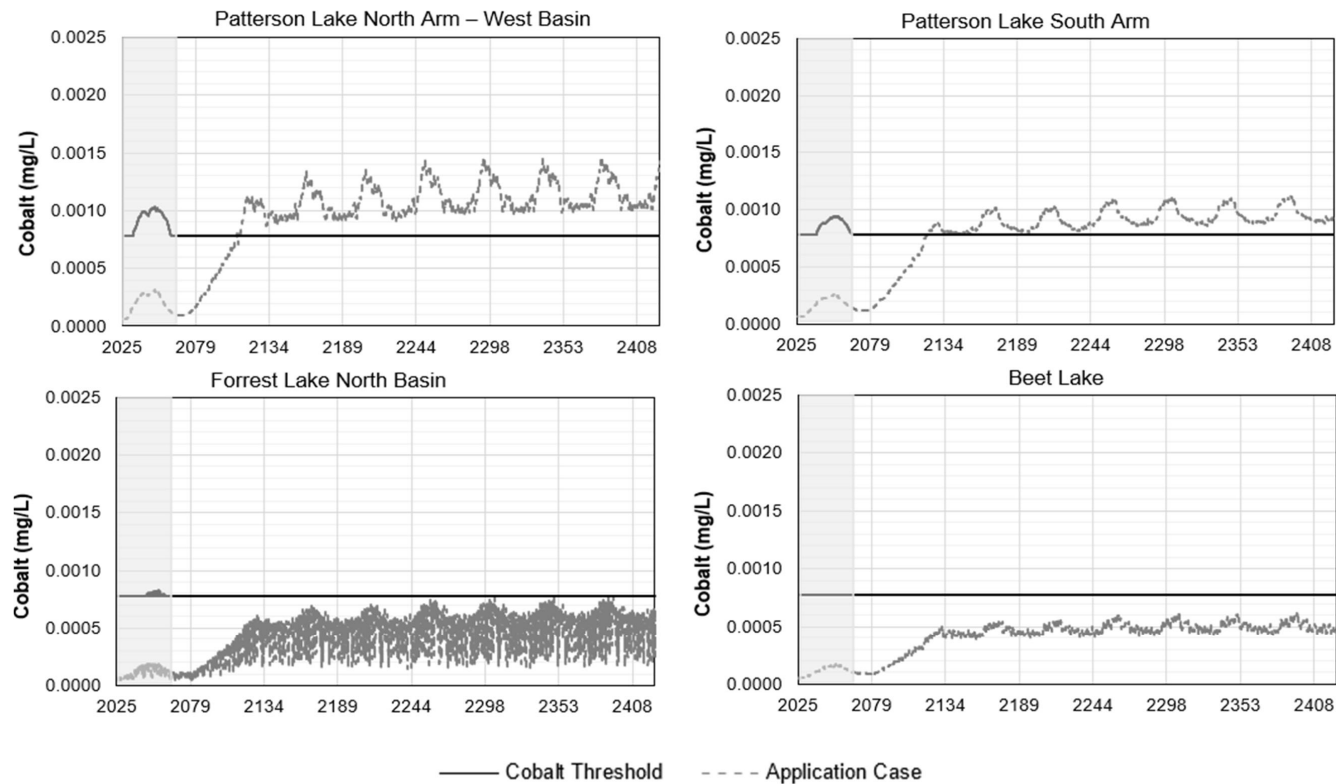 Patterson Lake North Arm – West Basin
Cobalt (mg/L)
0.0025
0.0020
0.0015
0.0010
0.0005
0.0000
2025 2079 2134 2189 2244 2298 2353 2408
Patterson Lake South Arm
Cobalt (mg/L)
0.0025
0.0020
0.0015
0.0010
0.0005
0.0000
2025 2079 2134 2189 2244 2298 2353 2408
Forrest Lake North Basin
Cobalt (mg/L)
0.0025
0.0020
0.0015
0.0010
0.0005
0.0000
2025 2079 2134 2189 2244 2298 2353 2408
Beet Lake
Cobalt (mg/L)
0.0025
0.0020
0.0015
0.0010
0.0005
0.0000
2025 2079 2134 2189 2244 2298 2353 2408
Cobalt Threshold Application Case